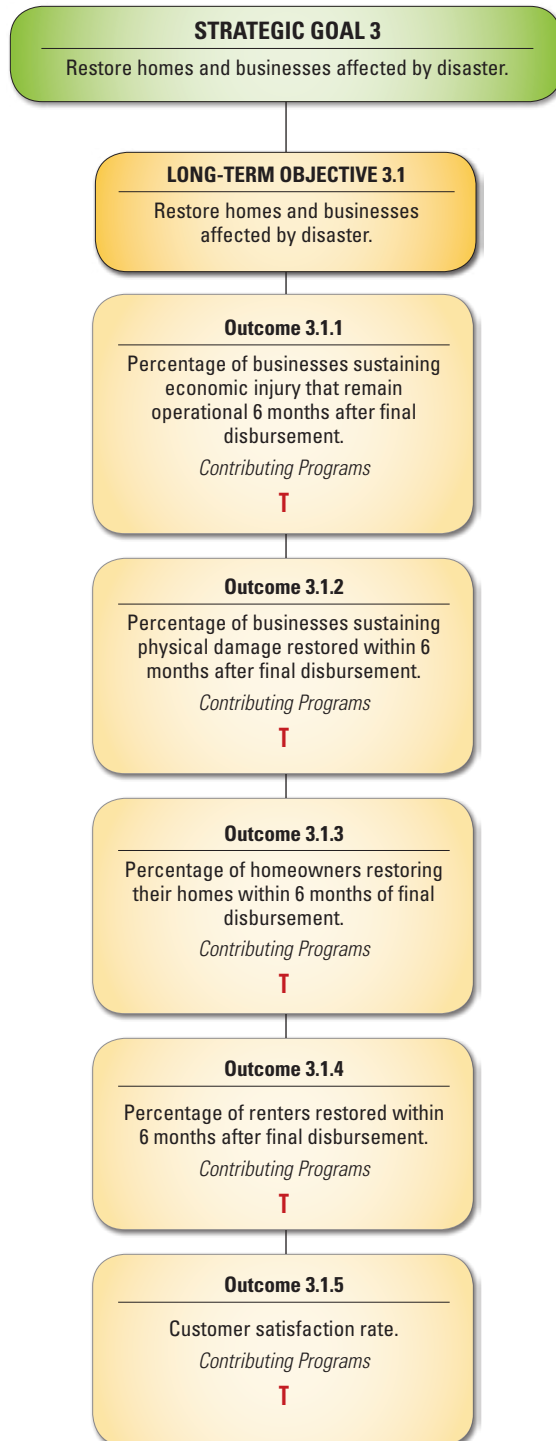 STRATEGIC GOAL 3
Restore homes and businesses affected by disaster.
LONG-TERM OBJECTIVE 3.1
Restore homes and businesses
affected by disaster.
Outcome 3.1.1
Percentage of businesses sustaining
economic injury that remain
operational 6 months after final
disbursement.
Contributing Programs
T
Outcome 3.1.2
Percentage of businesses sustaining
physical damage restored within 6
months after final disbursement.
Contributing Programs
T
Outcome 3.1.3
Percentage of homeowners restoring
their homes within 6 months of final
disbursement.
Contributing Programs
T
Outcome 3.1.4
Percentage of renters restored within
6 months after final disbursement.
Contributing Programs
T
Outcome 3.1.5
Customer satisfaction rate.
Contributing Programs
T